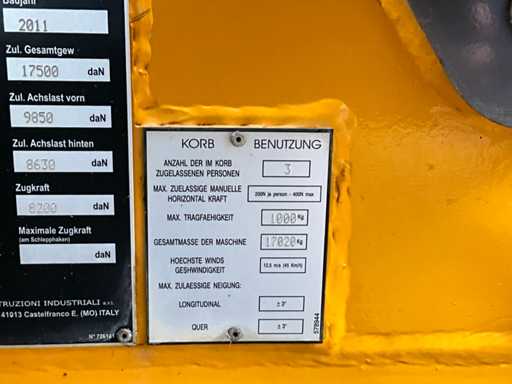 Baujahr
2011
Zul. Gesamtgew
17500 daN
Zul. Achslast vorn
9850 daN
Zul. Achslast hinten
8630 daN
Zugkraft
8200 daN
Maximale Zugkraft
(am Schlepphaken)
daN
TRUZIONI INDUSTRIALI s.r.l.
41013 Castelfranco E. (MO) ITALY
KORB BENUTZUNG
ANZAHL DER IM KORB
ZUGELASSENEN PERSONEN
3
MAX. ZUELASSIGE MANUELLE
HORIZONTAL KRAFT
200N je person - 400N max
MAX. TRAGFAEHIGKEIT
1000 Kg
GESAMTMASSE DER MASCHINE
17020 Kg
HOECHSTE WINDS
GESHWINDIGKEIT
12,5 m/s (45 Km/h)
MAX. ZULAESSIGE NEIGUNG:
LONGITUDINAL
± 3°
QUER
± 3°
578944